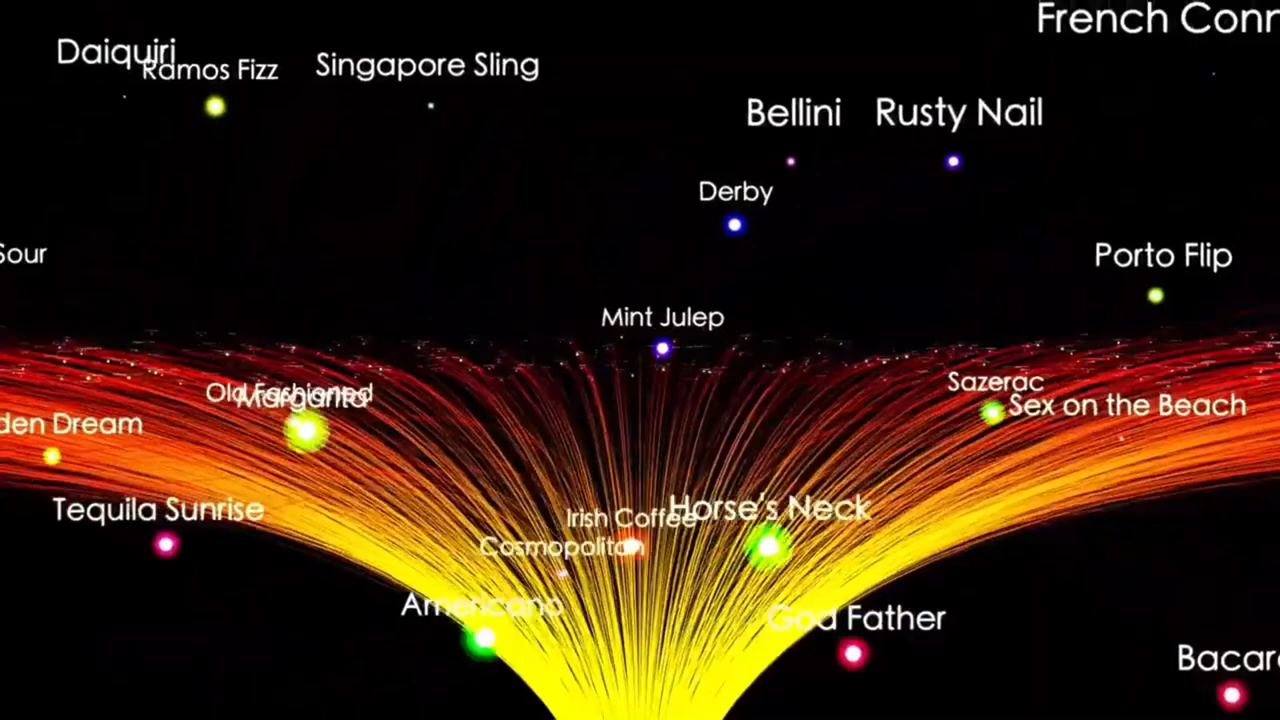 French Conn
Daiquiri
Ramos Fizz
Singapore Sling
Bellini
Rusty Nail
Derby
Sour
Porto Flip
Mint Julep
Old Fashioned
Margarita
Sazerac
Sex on the Beach
den Dream
Tequila Sunrise
Horse's Neck
Irish Coffee
Cosmopolitan
Americano
God Father
Bacar